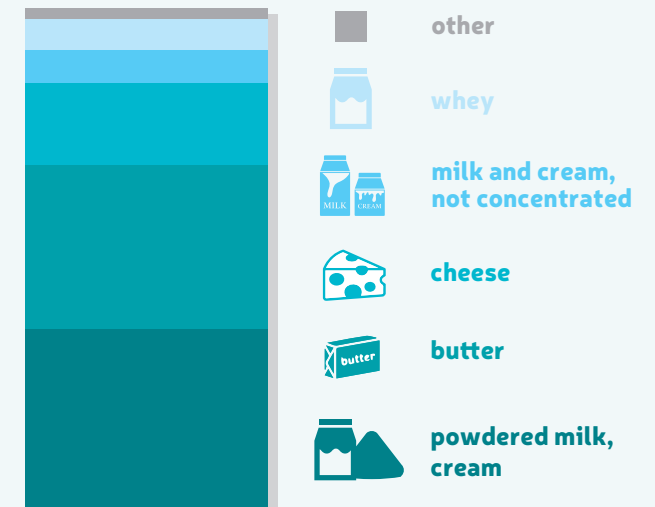 other
whey
milk and cream,
not concentrated
MILK
CREAM
cheese
butter
butter
powdered milk,
cream